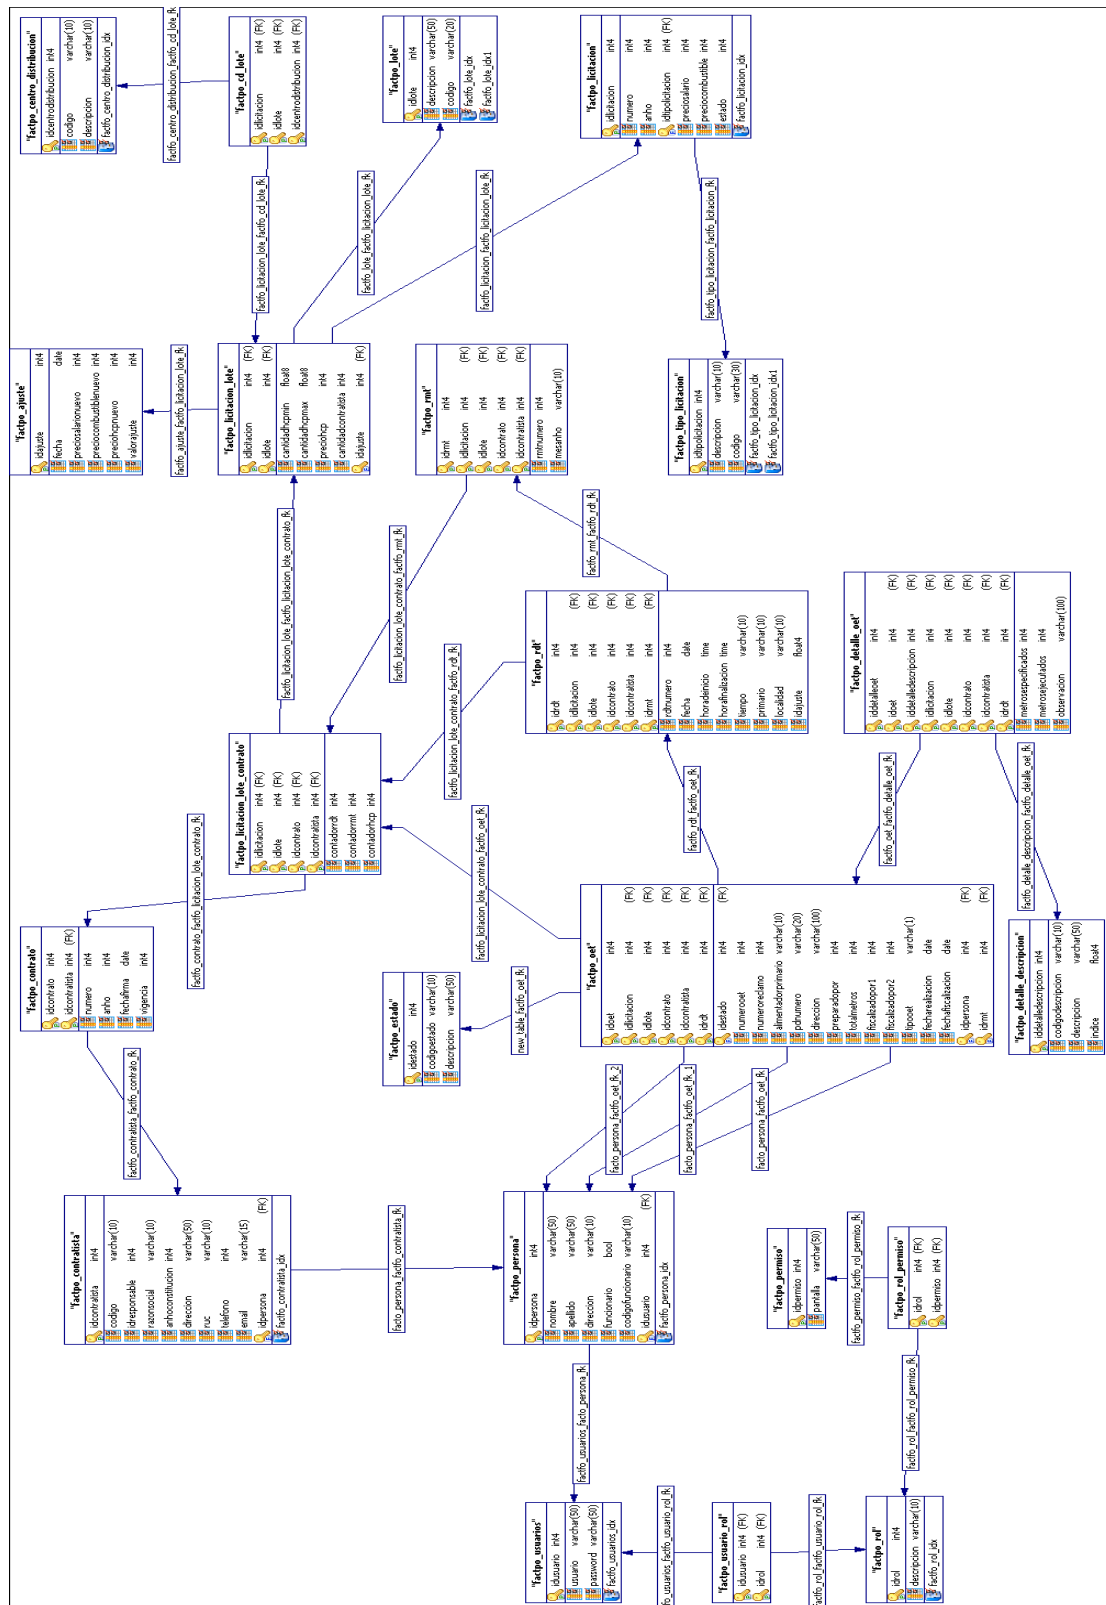 "factpo_centro_distribucion"
idcentrodistribucion int4
codigo varchar(10)
descripcion varchar(10)
factfo_centro_distribucion_idx
factfo_centro_distribucion_factfo_cd_lote_fk
"factpo_cd_lote"
idlicitacion int4 (FK)
idlote int4 (FK)
idcentrodistribucion int4 (FK)
factfo_licitacion_lote_factfo_cd_lote_fk
"factpo_lote"
idlote int4
descripcion varchar(50)
codigo varchar(20)
factfo_lote_idx
factfo_lote_idx1
factfo_lote_factfo_licitacion_lote_fk
"factpo_licitacion"
idlicitacion int4
numero int4
anho int4
idtipolicitacion int4 (FK)
preciosalario int4
preciocombustible int4
estado int4
factfo_licitacion_idx
factfo_licitacion_factfo_licitacion_lote_fk
factfo_tipo_licitacion_factfo_licitacion_fk
"factpo_ajuste"
idajuste int4
fecha date
preciosalarionuevo int4
preciocombustiblenuevo int4
preciohcpnuevo int4
valorajuste int4
factfo_ajuste_factfo_licitacion_lote_fk
"factpo_licitacion_lote"
idlicitacion int4 (FK)
idlote int4 (FK)
cantidadhcpmin float8
cantidadhcpmax float8
preciohcp int4
cantidadcontratista int4
idajuste int4 (FK)
factfo_licitacion_lote_factfo_licitacion_lote_contrato_fk
"factpo_rmt"
idrmt int4
idlicitacion int4 (FK)
idlote int4 (FK)
idcontrato int4 (FK)
idcontratista int4 (FK)
rmtnumero int4
mesanho varchar(10)
factfo_licitacion_lote_contrato_factfo_rmt_fk
factfo_rmt_factfo_rdt_fk
"factpo_tipo_licitacion"
idtipolicitacion int4
descripcion varchar(10)
codigo varchar(30)
factfo_tipo_licitacion_idx
factfo_tipo_licitacion_idx1
"factpo_licitacion_lote_contrato"
idlicitacion int4 (FK)
idlote int4 (FK)
idcontrato int4 (FK)
idcontratista int4 (FK)
contadorrdt int4
contadorrmt int4
contadorhcp int4
factfo_contrato_factfo_licitacion_lote_contrato_fk
factfo_licitacion_lote_contrato_factfo_rdt_fk
factfo_licitacion_lote_contrato_factfo_oet_fk
"factpo_rdt"
idrdt int4
idlicitacion int4 (FK)
idlote int4 (FK)
idcontrato int4 (FK)
idcontratista int4 (FK)
idrmt int4 (FK)
rdtnumero int4
fecha date
horadeinicio time
horafinalizacion time
tiempo varchar(10)
primario varchar(10)
localidad varchar(10)
idajuste float4
factfo_rdt_factfo_oet_fk
"factpo_detalle_oet"
iddetalleoet int4
idoet int4 (FK)
iddetalledescripcion int4 (FK)
idlicitacion int4 (FK)
idlote int4 (FK)
idcontrato int4 (FK)
idcontratista int4 (FK)
idrdt int4 (FK)
metrosespecificados int4
metrosejecutados int4
observacion varchar(100)
factfo_oet_factfo_detalle_oet_fk
factfo_detalle_descripcion_factfo_detalle_oet_fk
"factpo_contrato"
idcontrato int4
idcontratista int4 (FK)
numero int4
anho int4
fechafirma date
vigencia int4
factfo_contratista_factfo_contrato_fk
"factpo_estado"
idestado int4
codigoestado varchar(10)
descripcion varchar(50)
new_table_factfo_oet_fk
"factpo_oet"
idoet int4
idlicitacion int4 (FK)
idlote int4 (FK)
idcontrato int4 (FK)
idcontratista int4 (FK)
idrdt int4 (FK)
idestado int4 (FK)
numerooet int4
numeroreclamo int4
alimentadorprimario varchar(10)
pdnumero varchar(20)
direccion varchar(100)
preparadopor int4
totalmetros int4
fiscalizadopor1 int4
fiscalizadopor2 int4
tipooet varchar(1)
fecharealizacion date
fechafiscalizacion date
idpersona int4 (FK)
idrmt int4 (FK)
"factpo_detalle_descripcion"
iddetalledescripcion int4
codigodescripcion varchar(10)
descripcion varchar(50)
indice float4
facto_persona_factfo_oet_fk_2
facto_persona_factfo_oet_fk_1
facto_persona_factfo_oet_fk
"factpo_contratista"
idcontratista int4
codigo varchar(10)
idresponsable int4
razonsocial varchar(10)
anhoconstitucion int4
direccion varchar(50)
ruc varchar(10)
telefono int4
email varchar(15)
idpersona int4 (FK)
factfo_contratista_idx
facto_persona_factfo_contratista_fk
"factpo_persona"
idpersona int4
nombre varchar(50)
apellido varchar(50)
direccion varchar(10)
funcionario bool
codigofuncionario varchar(10)
idusuario int4 (FK)
factfo_persona_idx
factfo_usuarios_facto_persona_fk
"factpo_permiso"
idpermiso int4
pantalla varchar(50)
factfo_permiso_factfo_rol_permiso_fk
"factpo_rol_permiso"
idrol int4 (FK)
idpermiso int4 (FK)
factfo_rol_factfo_rol_permiso_fk
"factpo_usuarios"
idusuario int4
usuario varchar(50)
password varchar(50)
factfo_usuarios_idx
fo_usuarios_factfo_usuario_rol_fk
"factpo_usuario_rol"
idusuario int4 (FK)
idrol int4 (FK)
factfo_rol_factfo_usuario_rol_fk
"factpo_rol"
idrol int4
descripcion varchar(10)
factfo_rol_idx